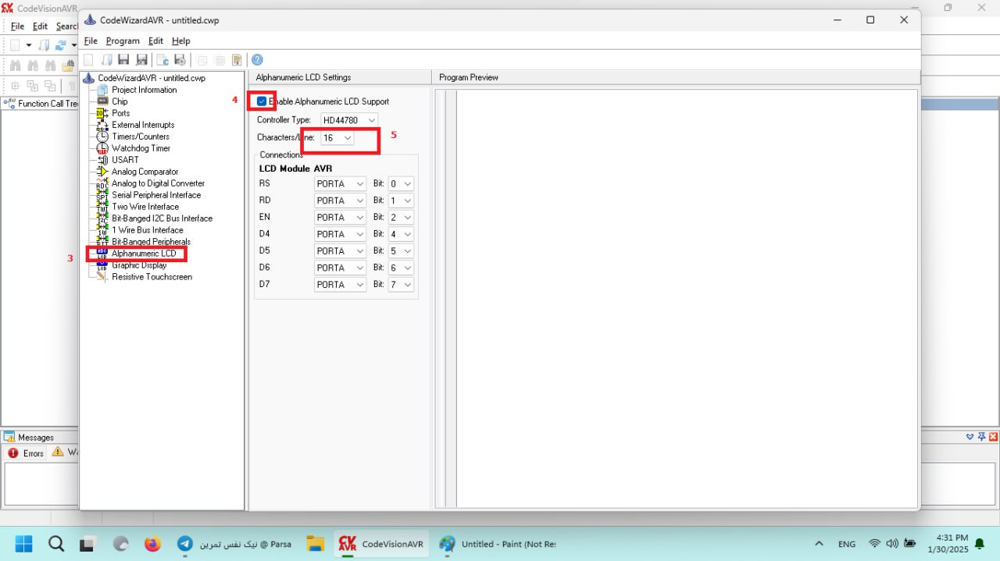 CodeVisionAVR
File Edit Search
CodeWizardAVR - untitled.cwp
File Program Edit Help
Function Call Tre
CodeWizardAVR - untitled.cwp
Project Information
Chip
Ports
External Interrupts
Timers/Counters
Watchdog Timer
USART
Analog Comparator
Analog to Digital Converter
Serial Peripheral Interface
Two Wire Interface
Bit-Banged I2C Bus Interface
1 Wire Bus Interface
Bit-Banged Peripherals
3
Alphanumeric LCD
Graphic Display
Resistive Touchscreen
Alphanumeric LCD Settings
4
Enable Alphanumeric LCD Support
Controller Type: HD44780
Characters/Line: 16
5
Connections
LCD Module AVR
RS PORTA Bit: 0
RD PORTA Bit: 1
EN PORTA Bit: 2
D4 PORTA Bit: 4
D5 PORTA Bit: 5
D6 PORTA Bit: 6
D7 PORTA Bit: 7
Program Preview
Messages
Errors
Parsa @ نیک نفس تمرین
CodeVisionAVR
Untitled - Paint (Not Res
ENG
4:31 PM
1/30/2025